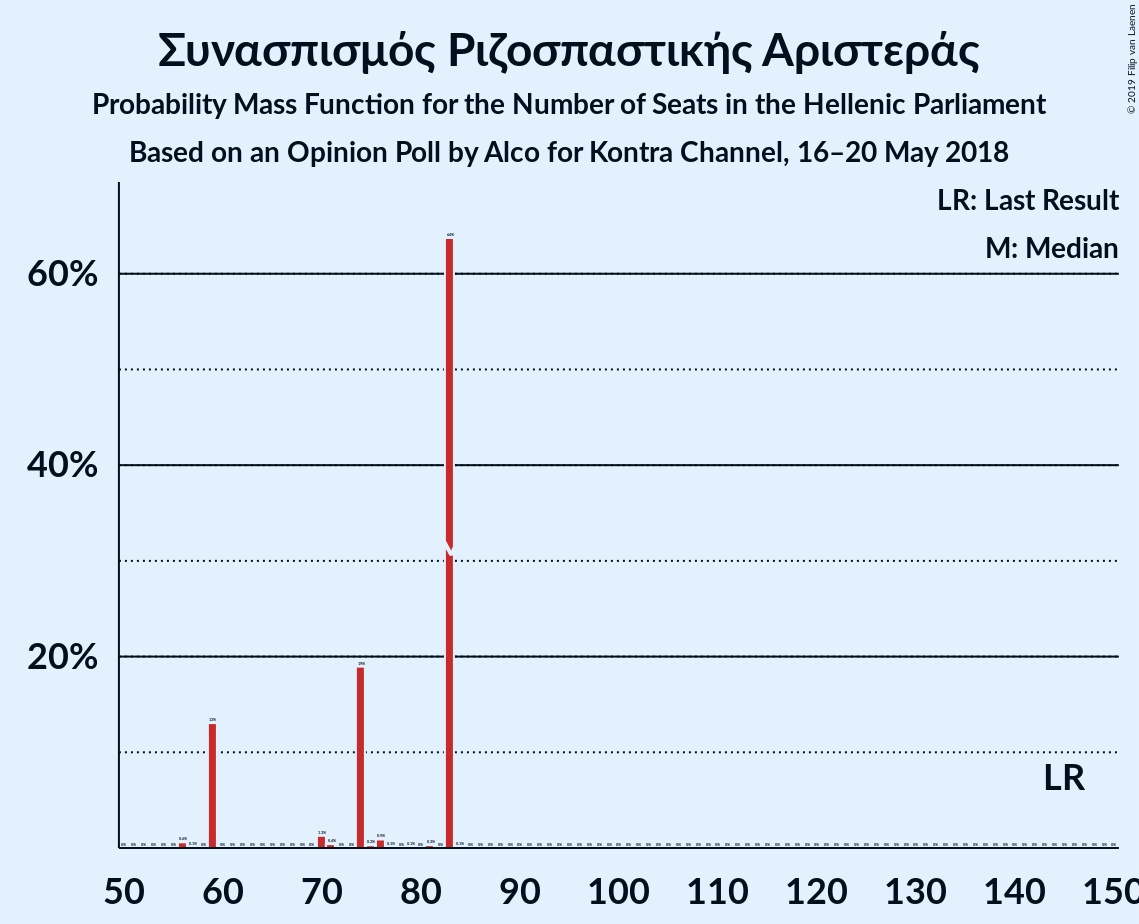 Συνασπισμός Ριζοσπαστικής Αριστεράς
Probability Mass Function for the Number of Seats in the Hellenic Parliament
Based on an Opinion Poll by Alco for Kontra Channel, 16–20 May 2018
© 2019 Filip van Laenen
LR: Last Result
M: Median
60%
40%
20%
64%
19%
13%
LR
50 60 70 80 90 100 110 120 130 140 150